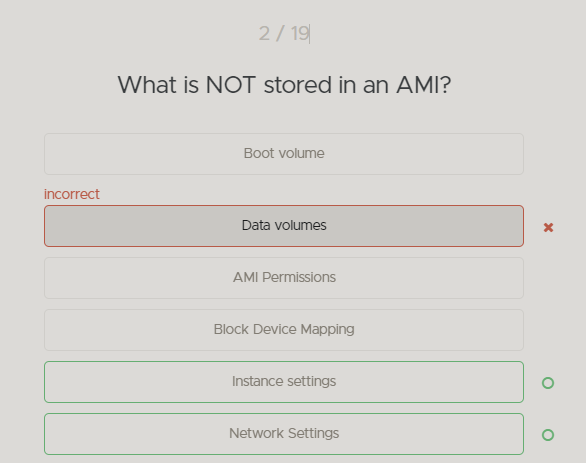 2 / 19
What is NOT stored in an AMI?
Boot volume
incorrect
Data volumes
AMI Permissions
Block Device Mapping
Instance settings
Network Settings